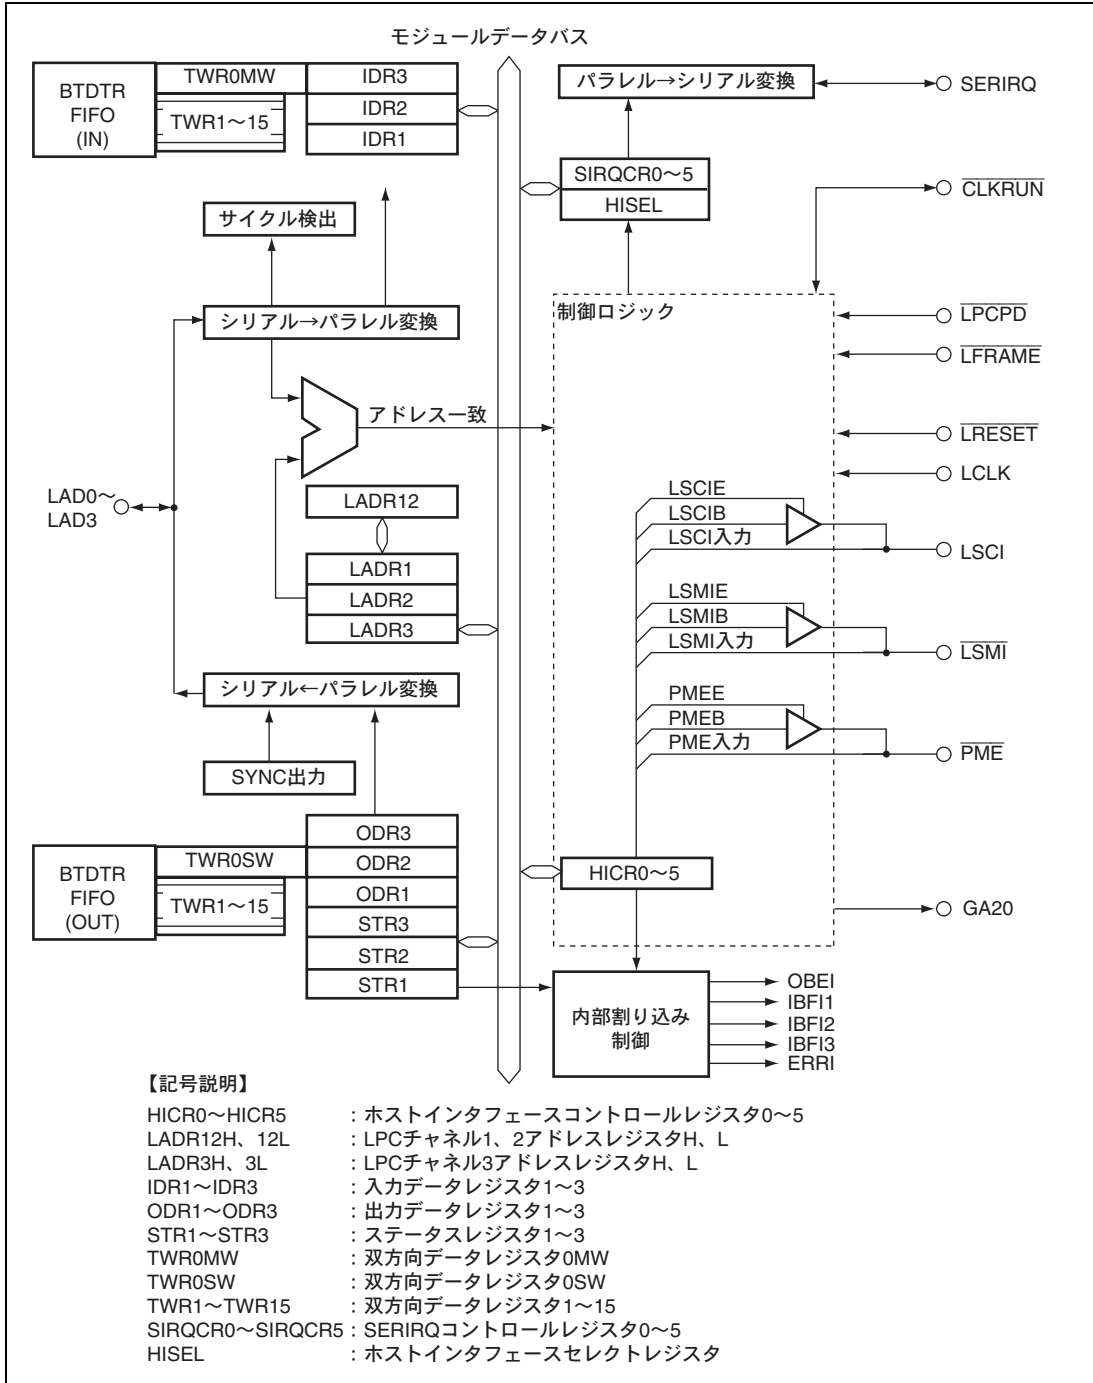 モジュールデータバス
BTDTR
FIFO
(IN)
TWR0MW
TWR1～15
IDR3
IDR2
IDR1
パラレル→シリアル変換
SERIRQ
SIRQCR0～5
HISEL
CLKRUN
サイクル検出
シリアル→パラレル変換
制御ロジック
LPCPD
LFRAME
アドレス一致
LRESET
LCLK
LAD0～
LAD3
LADR12
LADR1
LADR2
LADR3
LSCIE
LSCIB
LSCI入力
LSCI
LSMIE
LSMIB
LSMI入力
LSMI
シリアル←パラレル変換
PMEE
PMEB
PME入力
PME
SYNC出力
BTDTR
FIFO
(OUT)
TWR0SW
TWR1～15
ODR3
ODR2
ODR1
STR3
STR2
STR1
HICR0～5
GA20
内部割り込み
制御
OBEI
IBFI1
IBFI2
IBFI3
ERRI
【記号説明】
HICR0～HICR5 : ホストインタフェースコントロールレジスタ0～5
LADR12H、12L : LPCチャネル1、2アドレスレジスタH、L
LADR3H、3L : LPCチャネル3アドレスレジスタH、L
IDR1～IDR3 : 入力データレジスタ1～3
ODR1～ODR3 : 出力データレジスタ1～3
STR1～STR3 : ステータスレジスタ1～3
TWR0MW : 双方向データレジスタ0MW
TWR0SW : 双方向データレジスタ0SW
TWR1～TWR15 : 双方向データレジスタ1～15
SIRQCR0～SIRQCR5 : SERIRQコントロールレジスタ0～5
HISEL : ホストインタフェースセレクトレジスタ